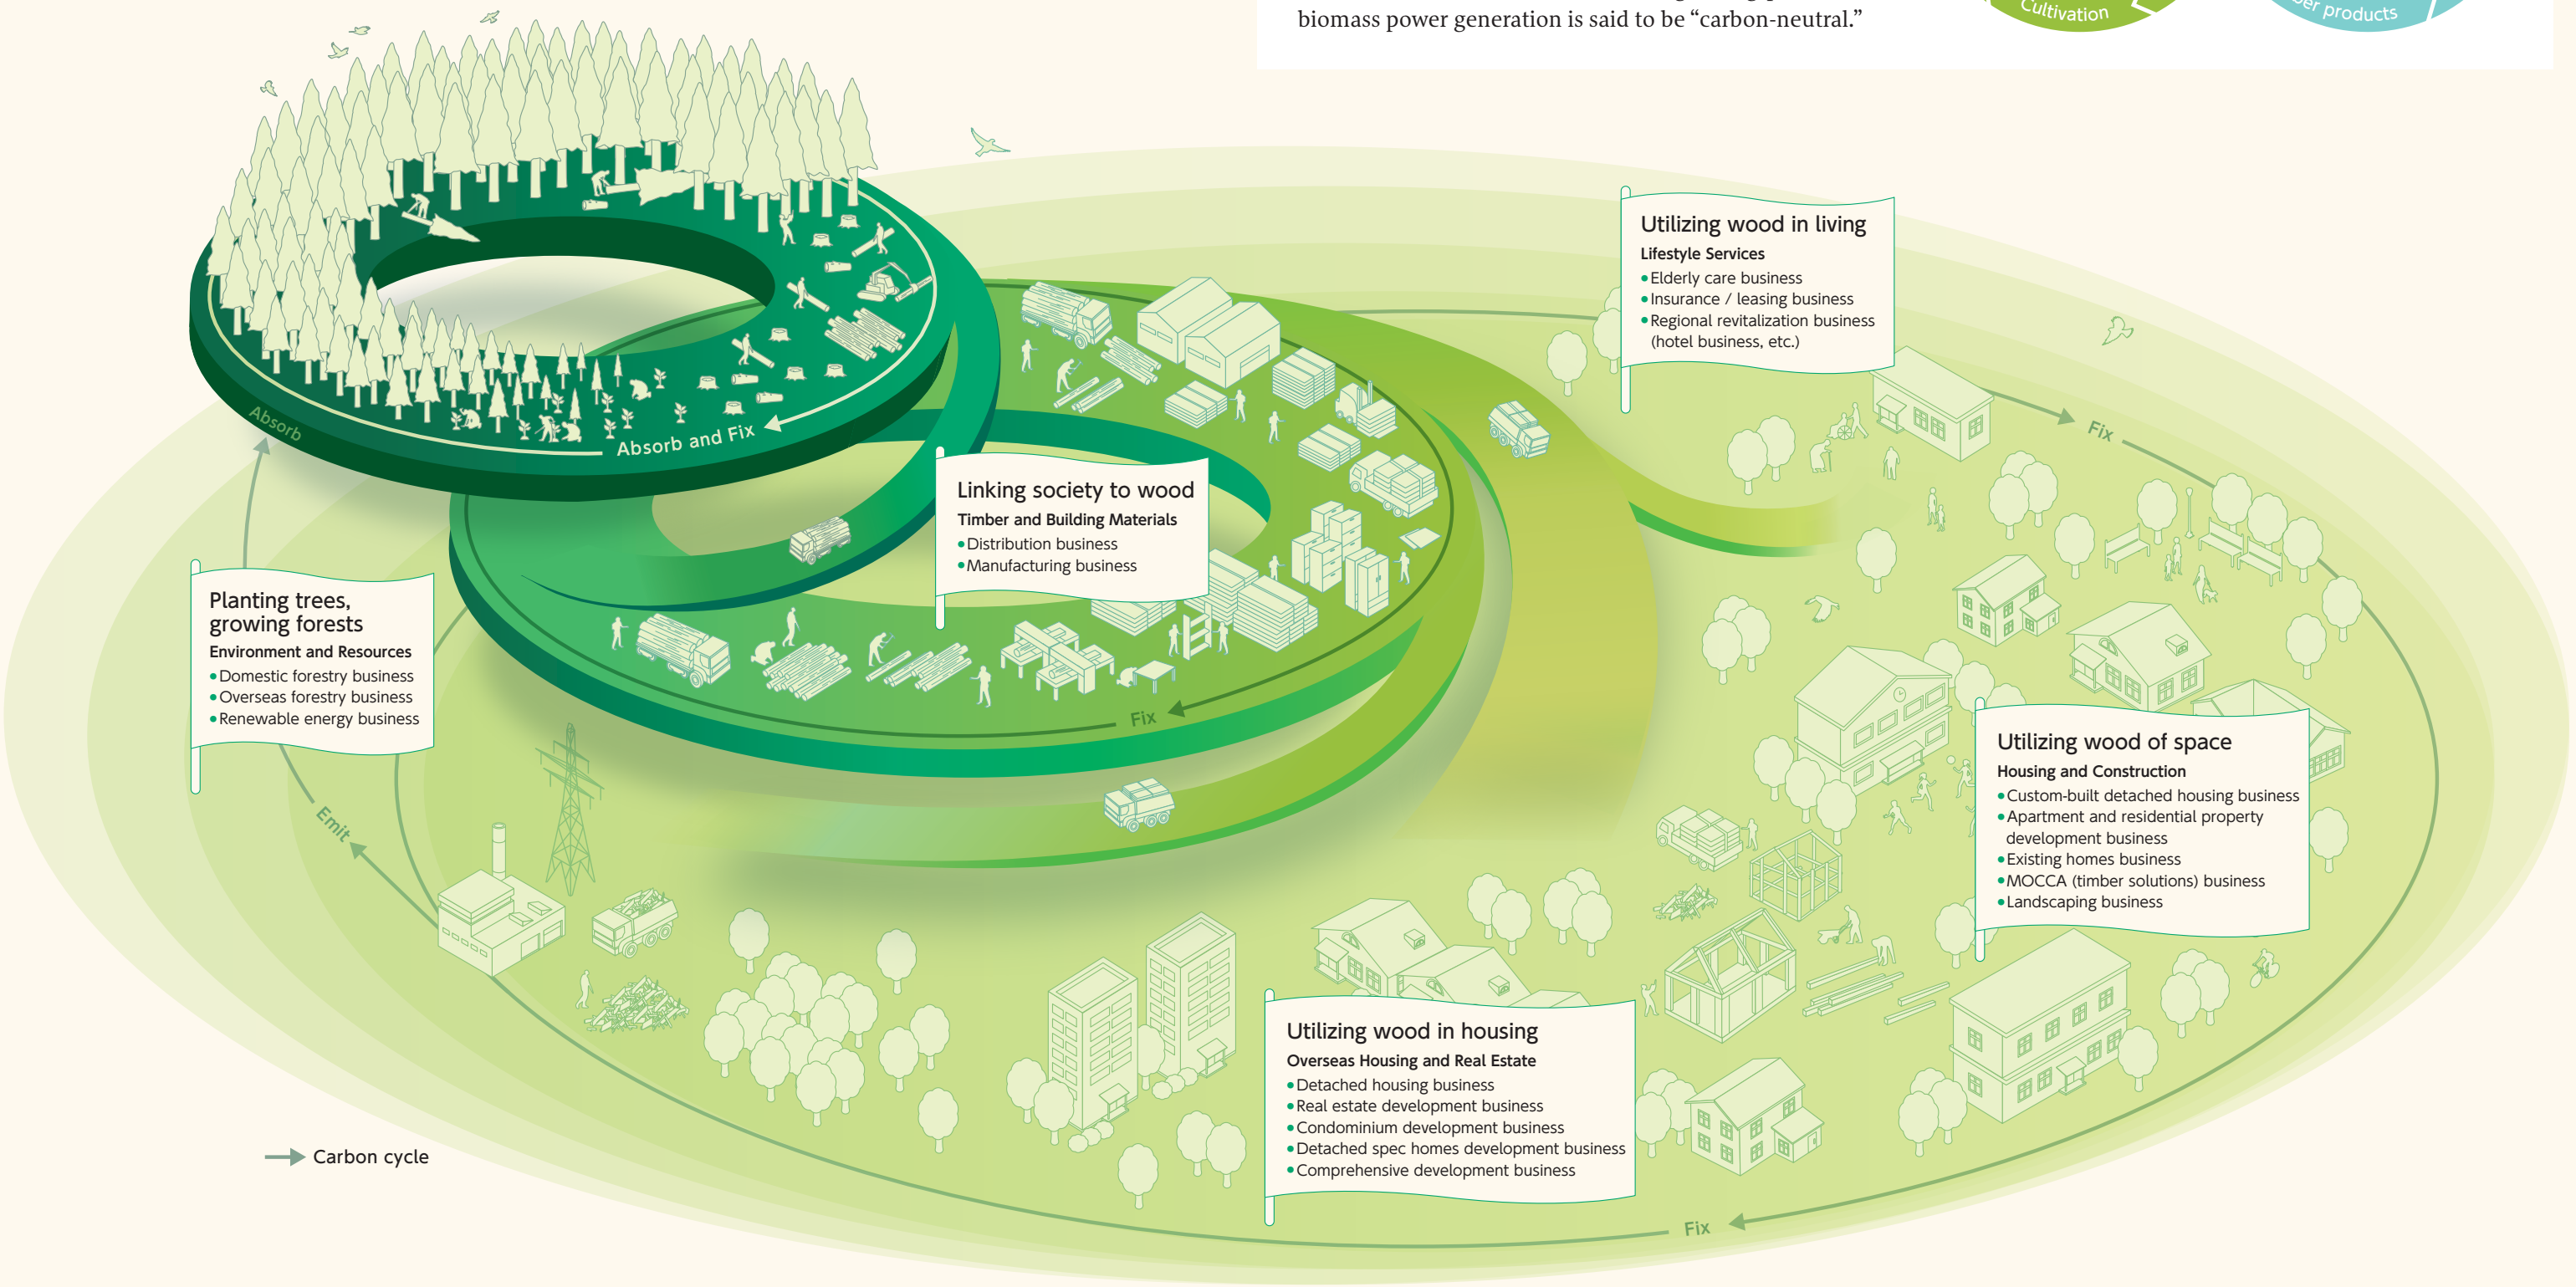 biomass power generation is said to be “carbon-neutral.”
Cultivation
products
Utilizing wood in living
Lifestyle Services
•Elderly care business
•Insurance / leasing business
•Regional revitalization business
(hotel business, etc.)
Fix
Absorb
Absorb and Fix
Linking society to wood
Timber and Building Materials
•Distribution business
•Manufacturing business
Planting trees,
growing forests
Environment and Resources
•Domestic forestry business
•Overseas forestry business
•Renewable energy business
Fix
Utilizing wood of space
Housing and Construction
•Custom-built detached housing business
•Apartment and residential property
development business
•Existing homes business
•MOCCA (timber solutions) business
•Landscaping business
Emit
Utilizing wood in housing
Overseas Housing and Real Estate
•Detached housing business
•Real estate development business
•Condominium development business
•Detached spec homes development business
•Comprehensive development business
Carbon cycle
Fix